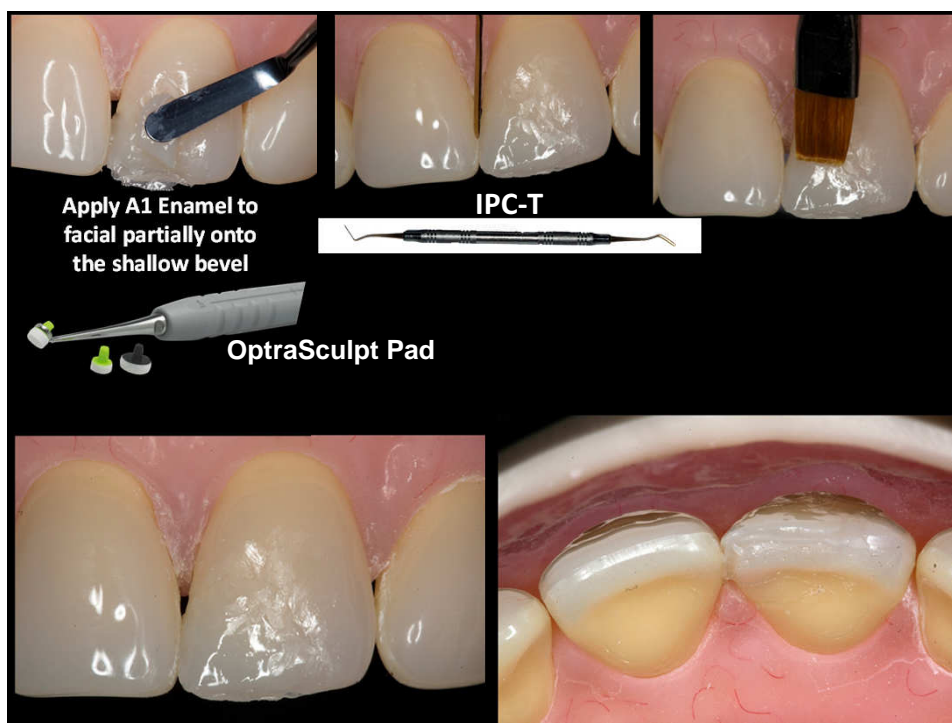 Apply A1 Enamel to
facial partially onto
the shallow bevel
IPC-T
OptraSculpt Pad